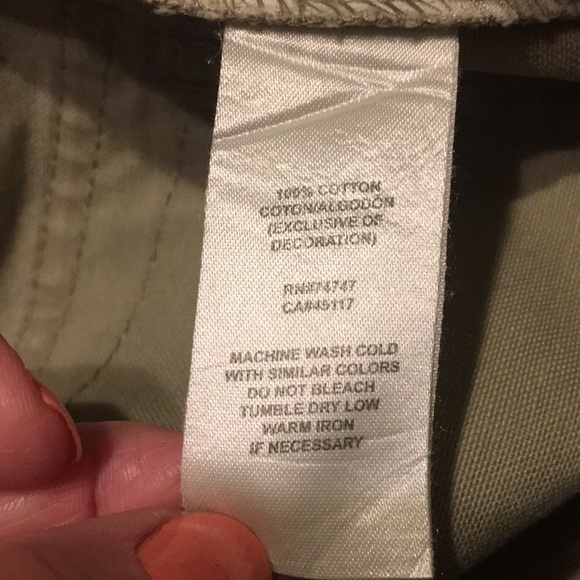 100% COTTON
COTON/ALGODÓN
(EXCLUSIVE OF
DECORATION)
RN#74747
CA#45117
MACHINE WASH COLD
WITH SIMILAR COLORS
DO NOT BLEACH
TUMBLE DRY LOW
WARM IRON
IF NECESSARY